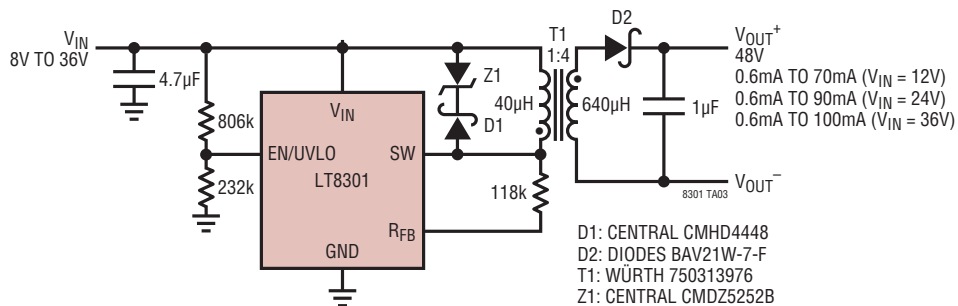 VIN
8V TO 36V
4.7µF
806k
232k
VIN
EN/UVLO
SW
LT8301
RFB
GND
Z1
D1
T1
1:4
40µH
640µH
D2
118k
1µF
VOUT+
48V
0.6mA TO 70mA (VIN = 12V)
0.6mA TO 90mA (VIN = 24V)
0.6mA TO 100mA (VIN = 36V)
VOUT–
8301 TA03
D1: CENTRAL CMHD4448
D2: DIODES BAV21W-7-F
T1: WÜRTH 750313976
Z1: CENTRAL CMDZ5252B